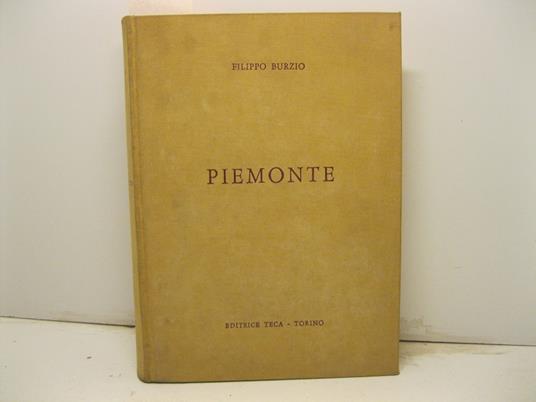 FILIPPO BURZIO
PIEMONTE
EDITRICE TECA - TORINO